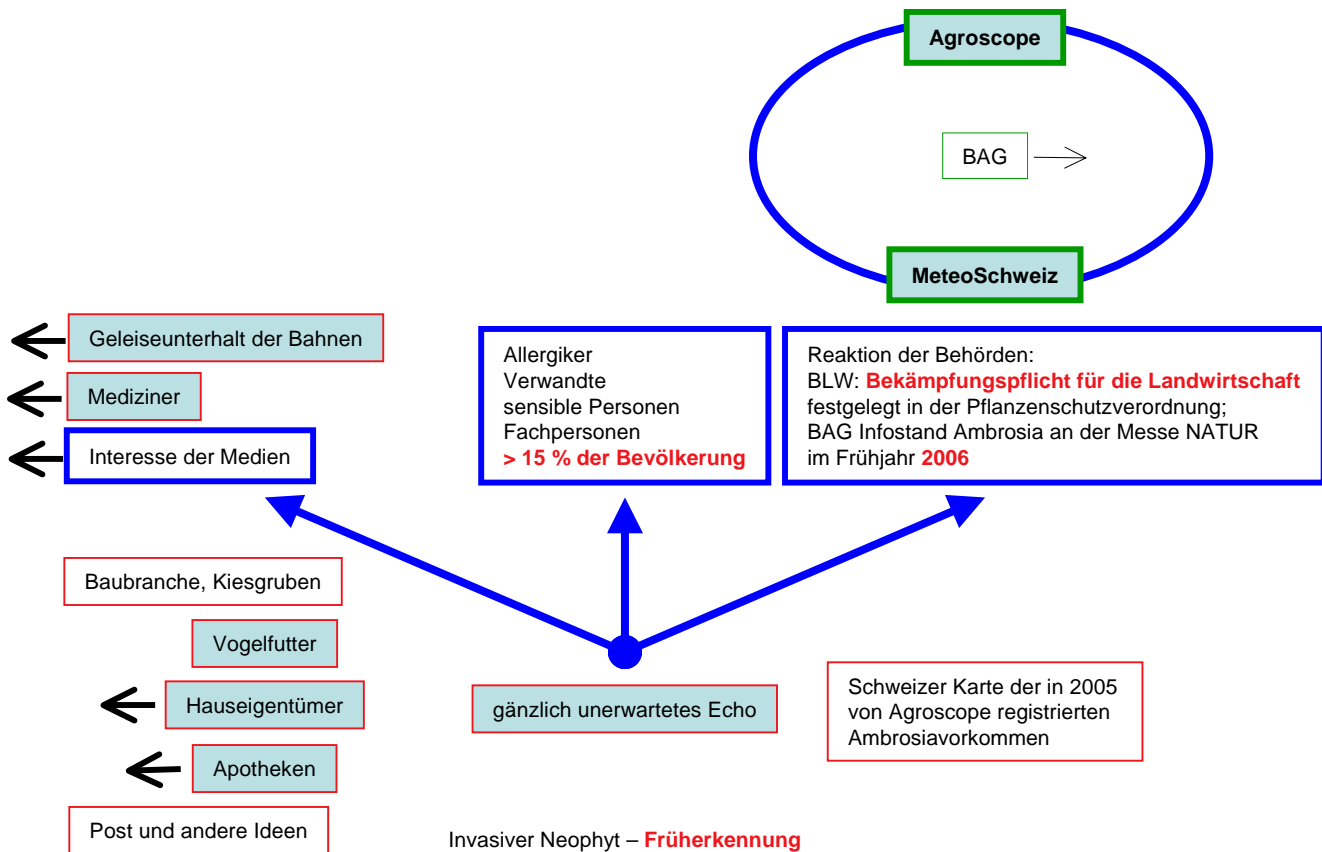 Agroscope
BAG
MeteoSchweiz
Geleiseunterhalt der Bahnen
Mediziner
Interesse der Medien
Allergiker
Verwandte
sensible Personen
Fachpersonen
> 15 % der Bevölkerung
Reaktion der Behörden:
BLW: Bekämpfungspflicht für die Landwirtschaft
festgelegt in der Pflanzenschutzverordnung;
BAG Infostand Ambrosia an der Messe NATUR
im Frühjahr 2006
Baubranche, Kiesgruben
Vogelfutter
Hauseigentümer
Apotheken
Post und andere Ideen
gänzlich unerwartetes Echo
Schweizer Karte der in 2005
von Agroscope registrierten
Ambrosiavorkommen
Invasiver Neophyt – Früherkennung